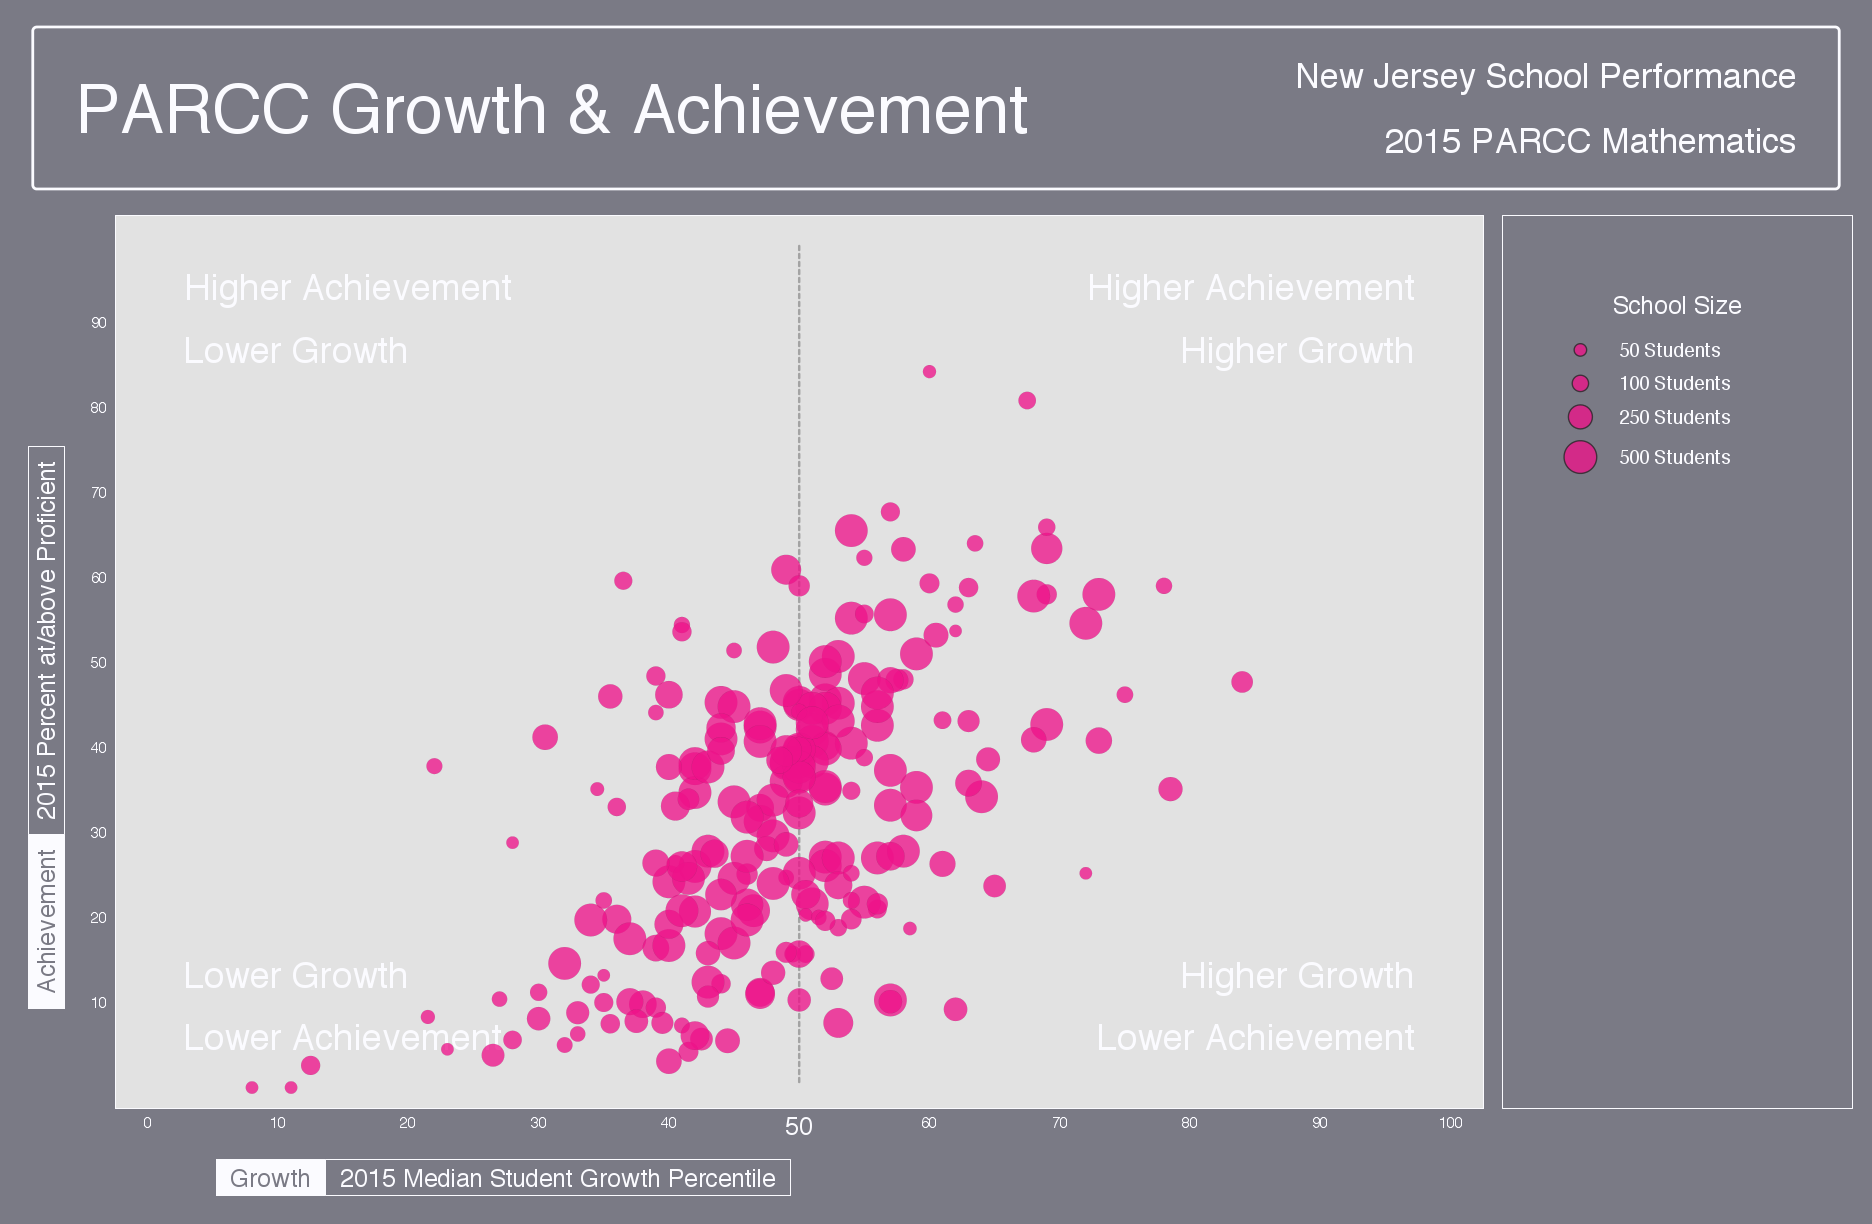 PARCC Growth & Achievement
New Jersey School Performance
2015 PARCC Mathematics
Higher Achievement
Lower Growth
Higher Achievement
Higher Growth
Lower Growth
Lower Achievement
Higher Growth
Lower Achievement
90
80
70
60
50
40
30
20
10
Achievement
2015 Percent at/above Proficient
0
10
20
30
40
50
60
70
80
90
100
Growth
2015 Median Student Growth Percentile
School Size
50 Students
100 Students
250 Students
500 Students